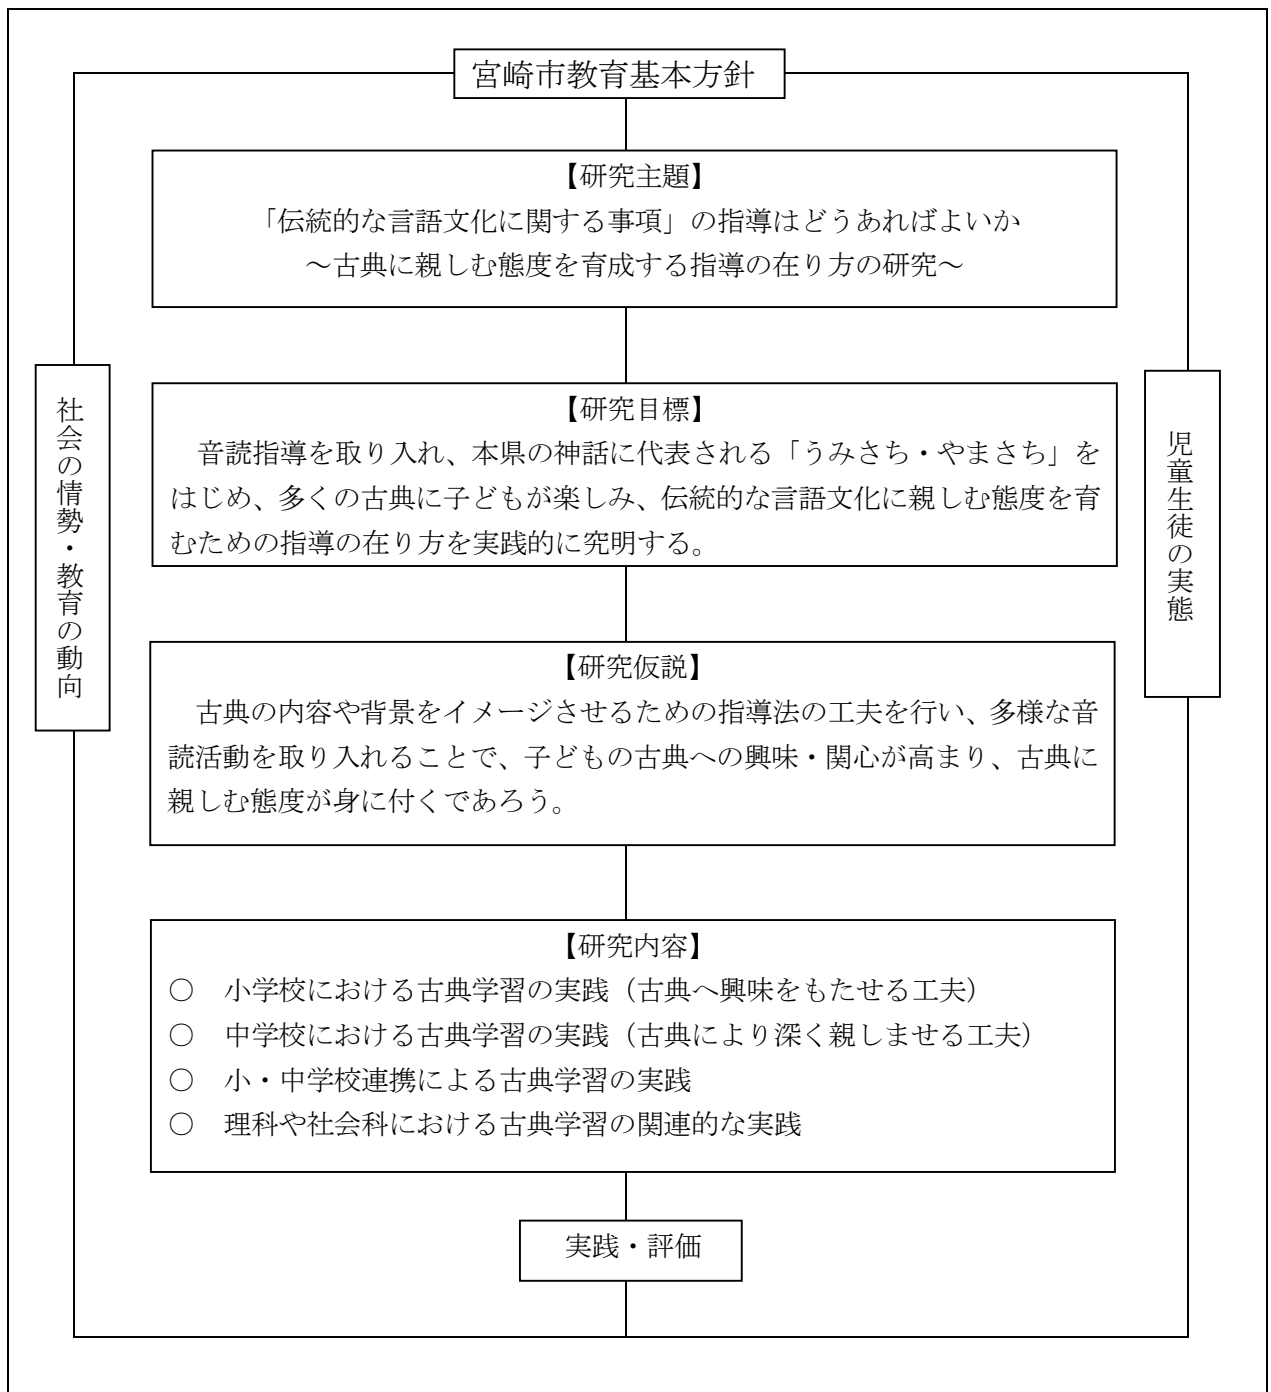 宮崎市教育基本方針
【研究主題】
「伝統的な言語文化に関する事項」の指導はどうあればよいか
～古典に親しむ態度を育成する指導の在り方の研究～
社会の情勢・教育の動向
児童生徒の実態
【研究目標】
音読指導を取り入れ、本県の神話に代表される「うみさち・やまさち」を
はじめ、多くの古典に子どもが楽しみ、伝統的な言語文化に親しむ態度を育
むための指導の在り方を実践的に究明する。
【研究仮説】
古典の内容や背景をイメージさせるための指導法の工夫を行い、多様な音
読活動を取り入れることで、子どもの古典への興味・関心が高まり、古典に
親しむ態度が身に付くであろう。
【研究内容】
○　小学校における古典学習の実践（古典へ興味をもたせる工夫）
○　中学校における古典学習の実践（古典により深く親しませる工夫）
○　小・中学校連携による古典学習の実践
○　理科や社会科における古典学習の関連的な実践
実践・評価